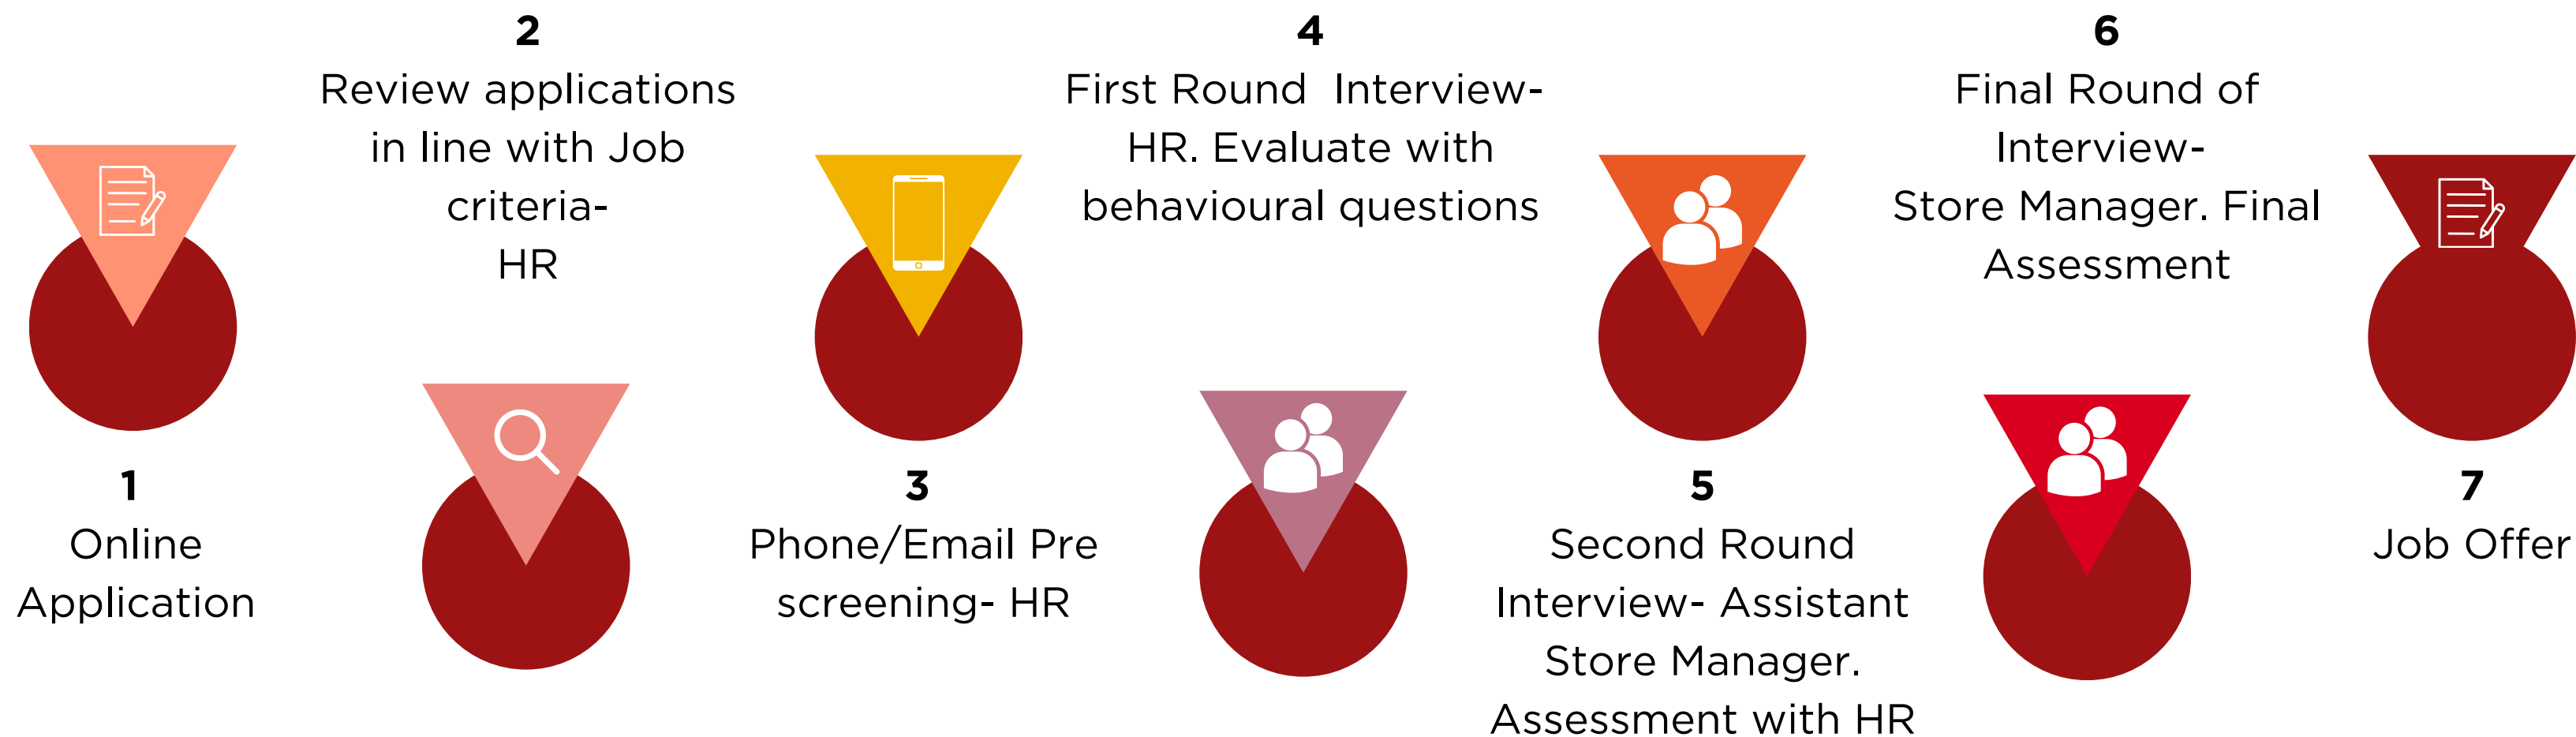 1
Online
Application
2
Review applications
in line with Job
criteria-
HR
3
Phone/Email Pre
screening- HR
4
First Round  Interview-
HR. Evaluate with
behavioural questions
5
Second Round
Interview- Assistant
Store Manager.
Assessment with HR
6
Final Round of
Interview-
Store Manager. Final
Assessment
7
Job Offer